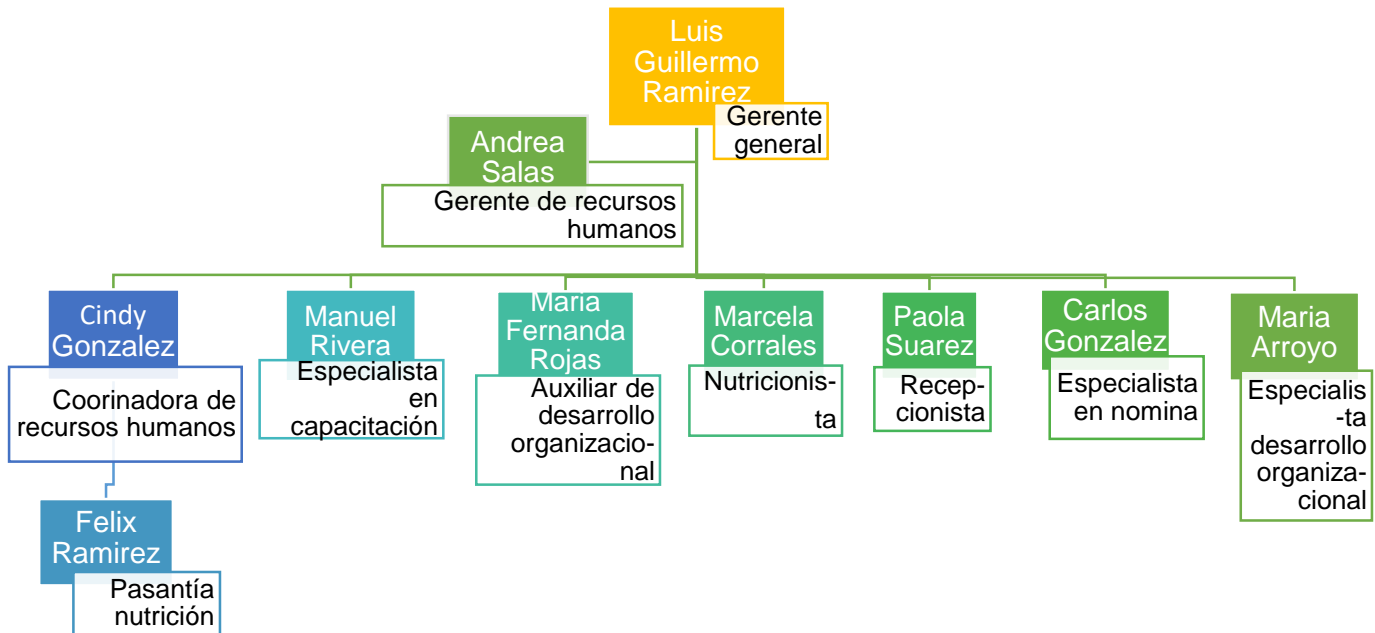 Luis
Guillermo
Ramirez
Gerente
general
Andrea
Salas
Gerente de recursos
humanos
Cindy
Gonzalez
Coorinadora de
recursos humanos
Manuel
Rivera
Especialista
en
capacitación
María
Fernanda
Rojas
Auxiliar de
desarrollo
organizacio-
nal
Marcela
Corrales
Nutricionis-
ta
Paola
Suarez
Recep-
cionista
Carlos
Gonzalez
Especialista
en nomina
Maria
Arroyo
Especialis
-ta
desarrollo
organiza-
cional
Felix
Ramirez
Pasantía
nutrición